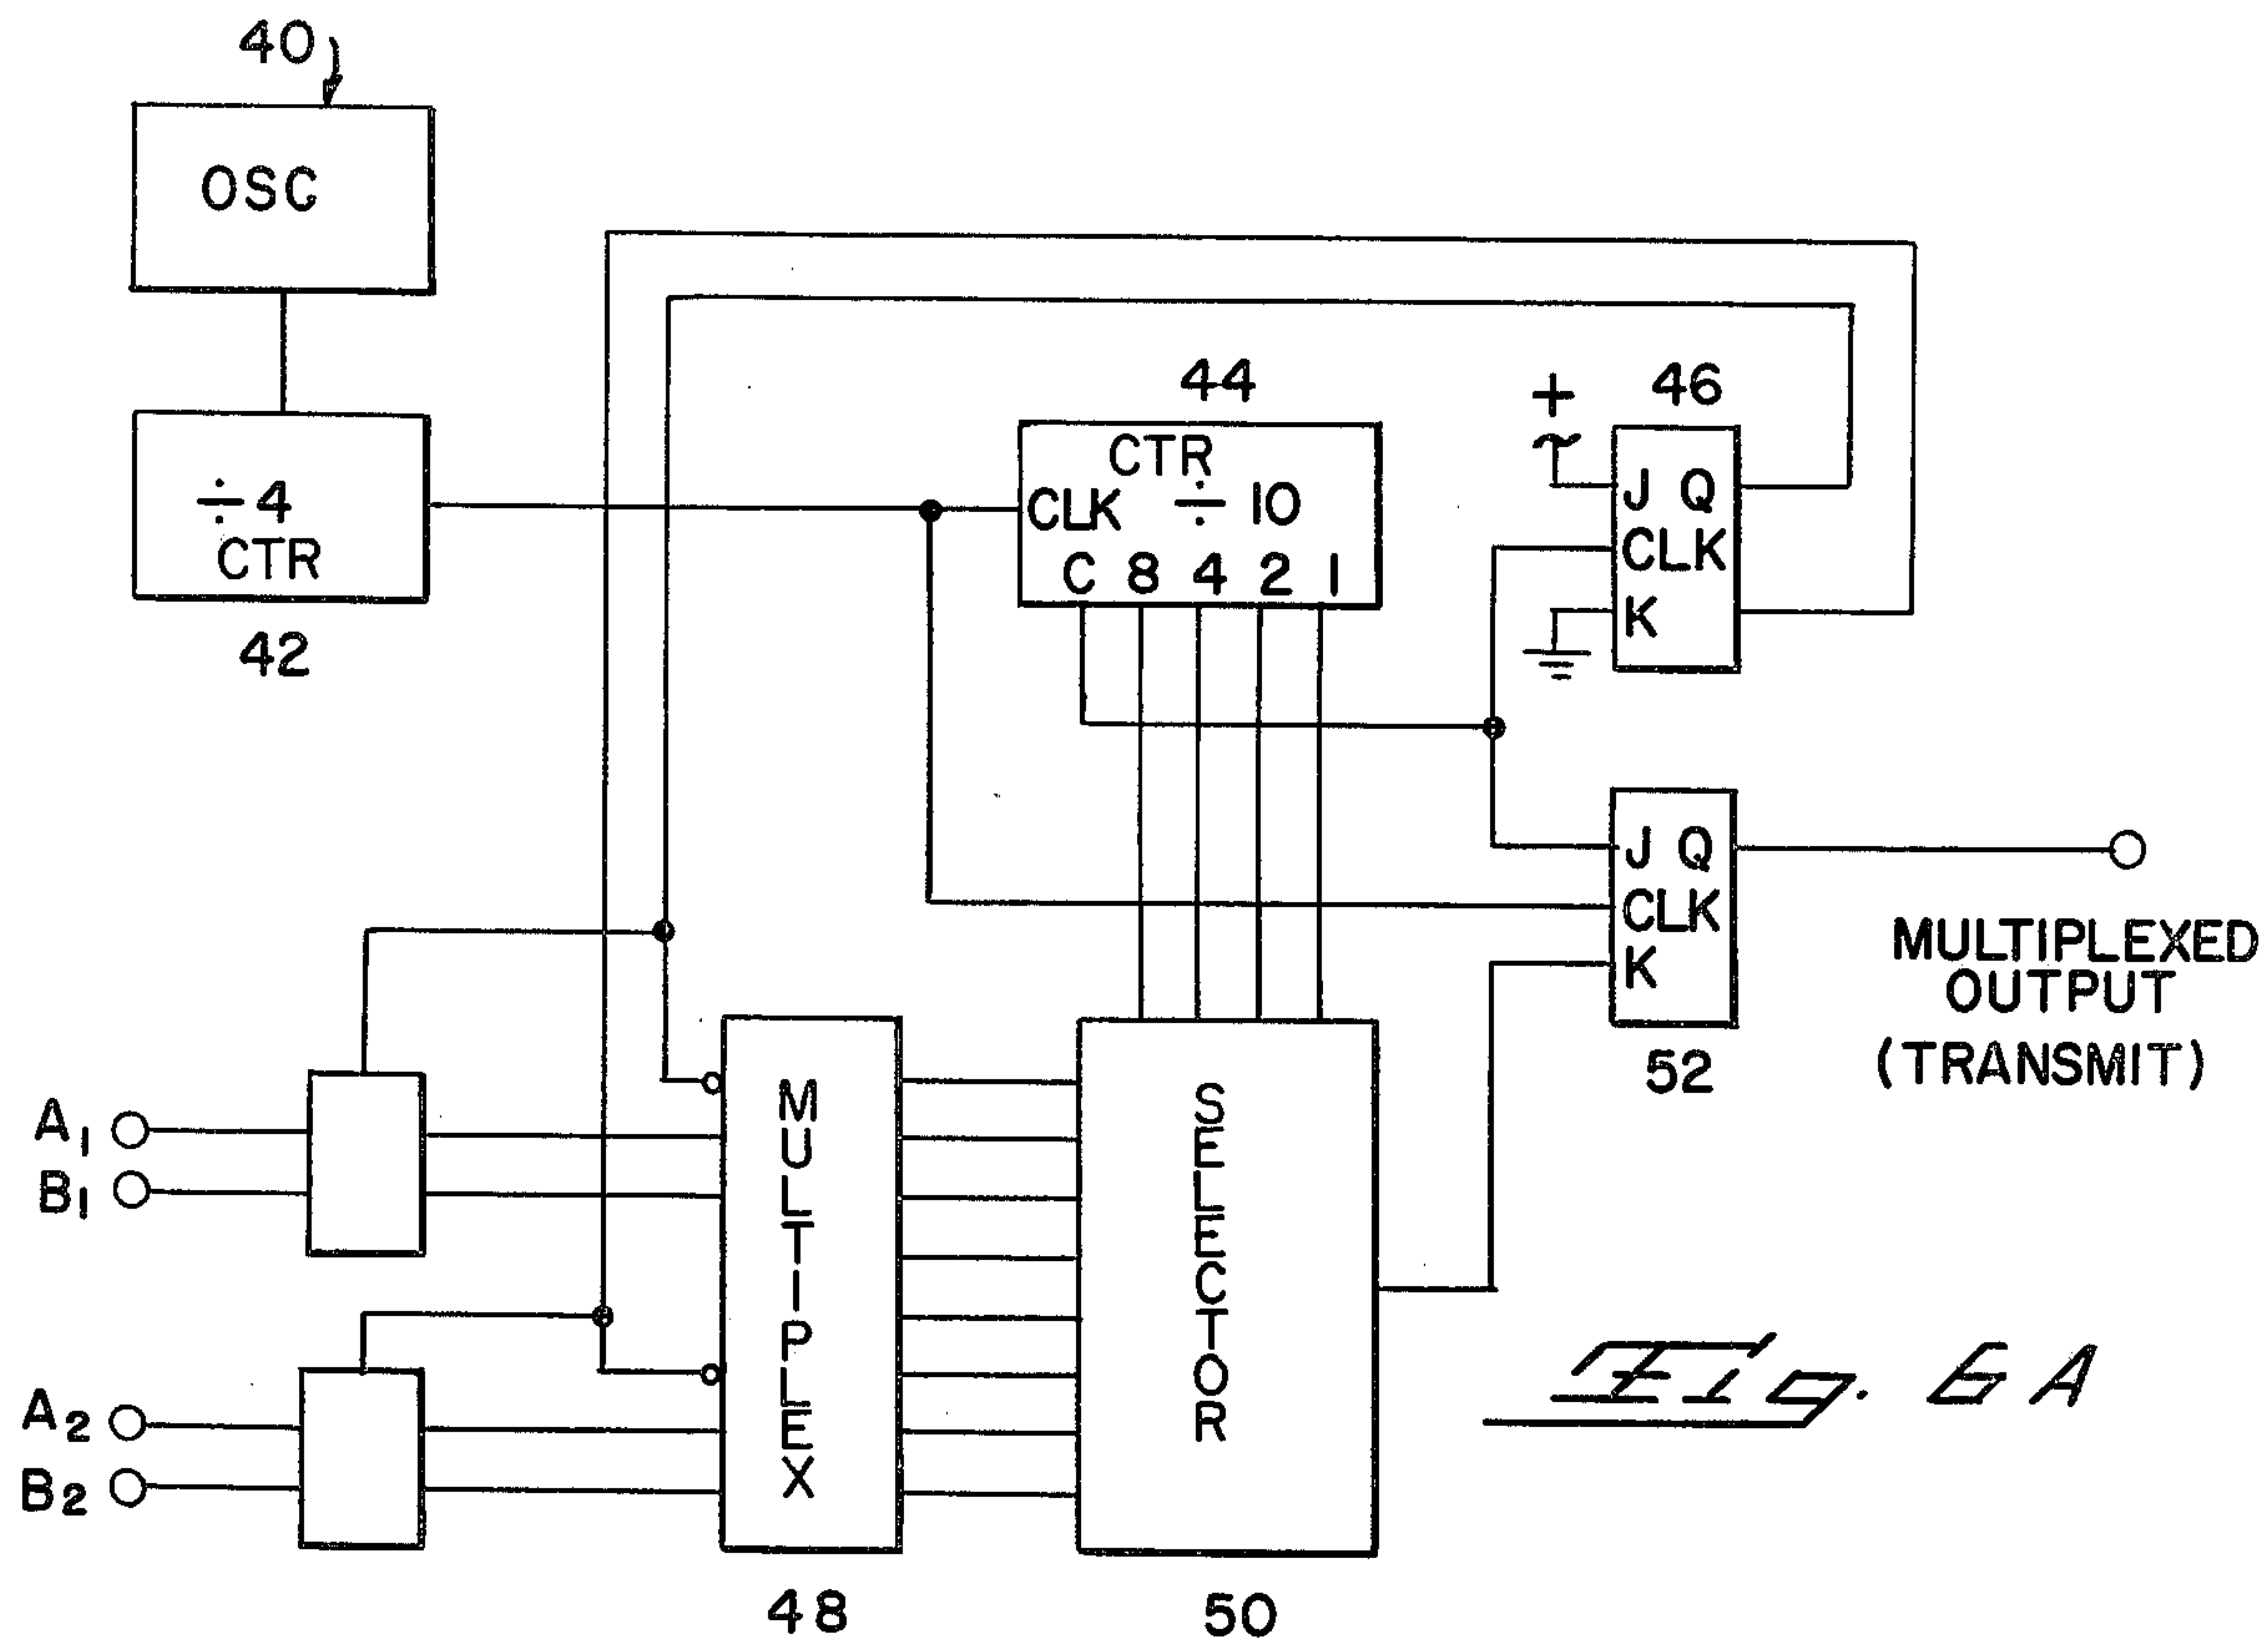 40
OSC
÷4
CTR
42
44
CTR
CLK ÷ 10
C 8 4 2 1
+
46
J Q
CLK
K
J Q
CLK
K
52
MULTIPLEXED
OUTPUT
(TRANSMIT)
A1
B1
A2
B2
MULTIPLEX
48
SELECTOR
50
Fig. 6A